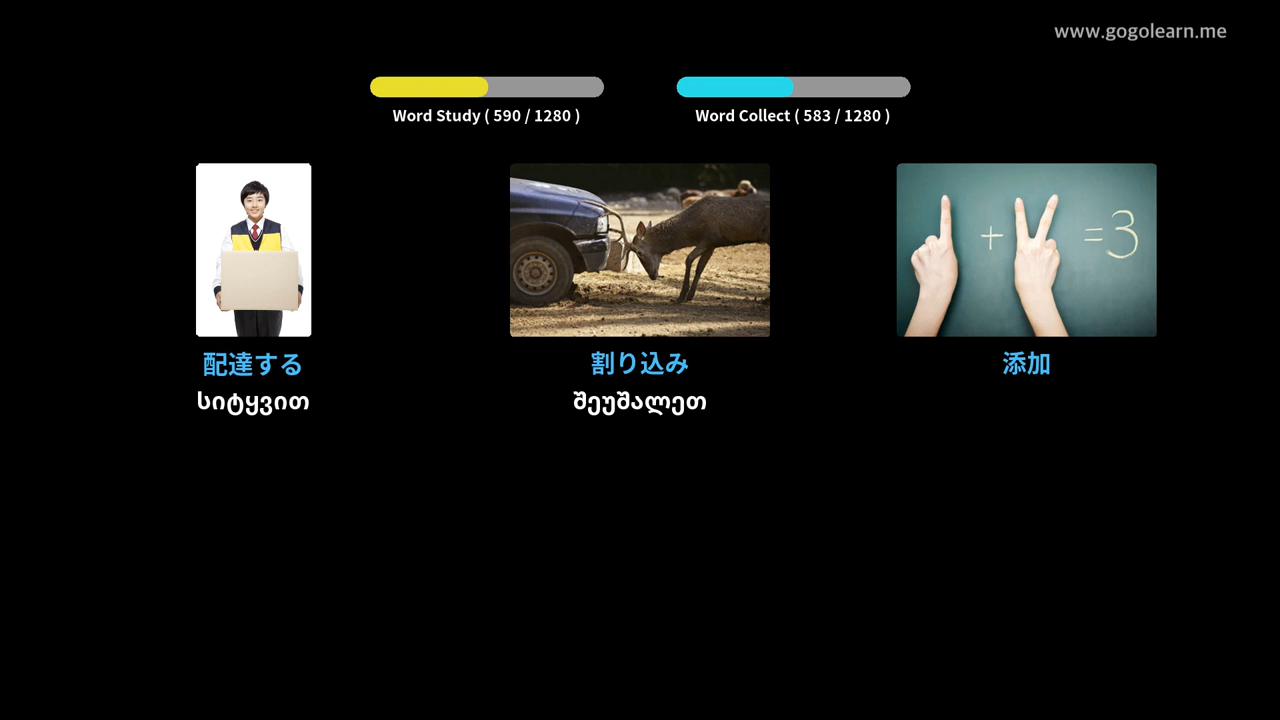 www.gogolearn.me
Word Study ( 590 / 1280 )
Word Collect ( 583 / 1280 )
+ =3
配達する
割り込み
添加
სიტყვით
შეუშალეთ